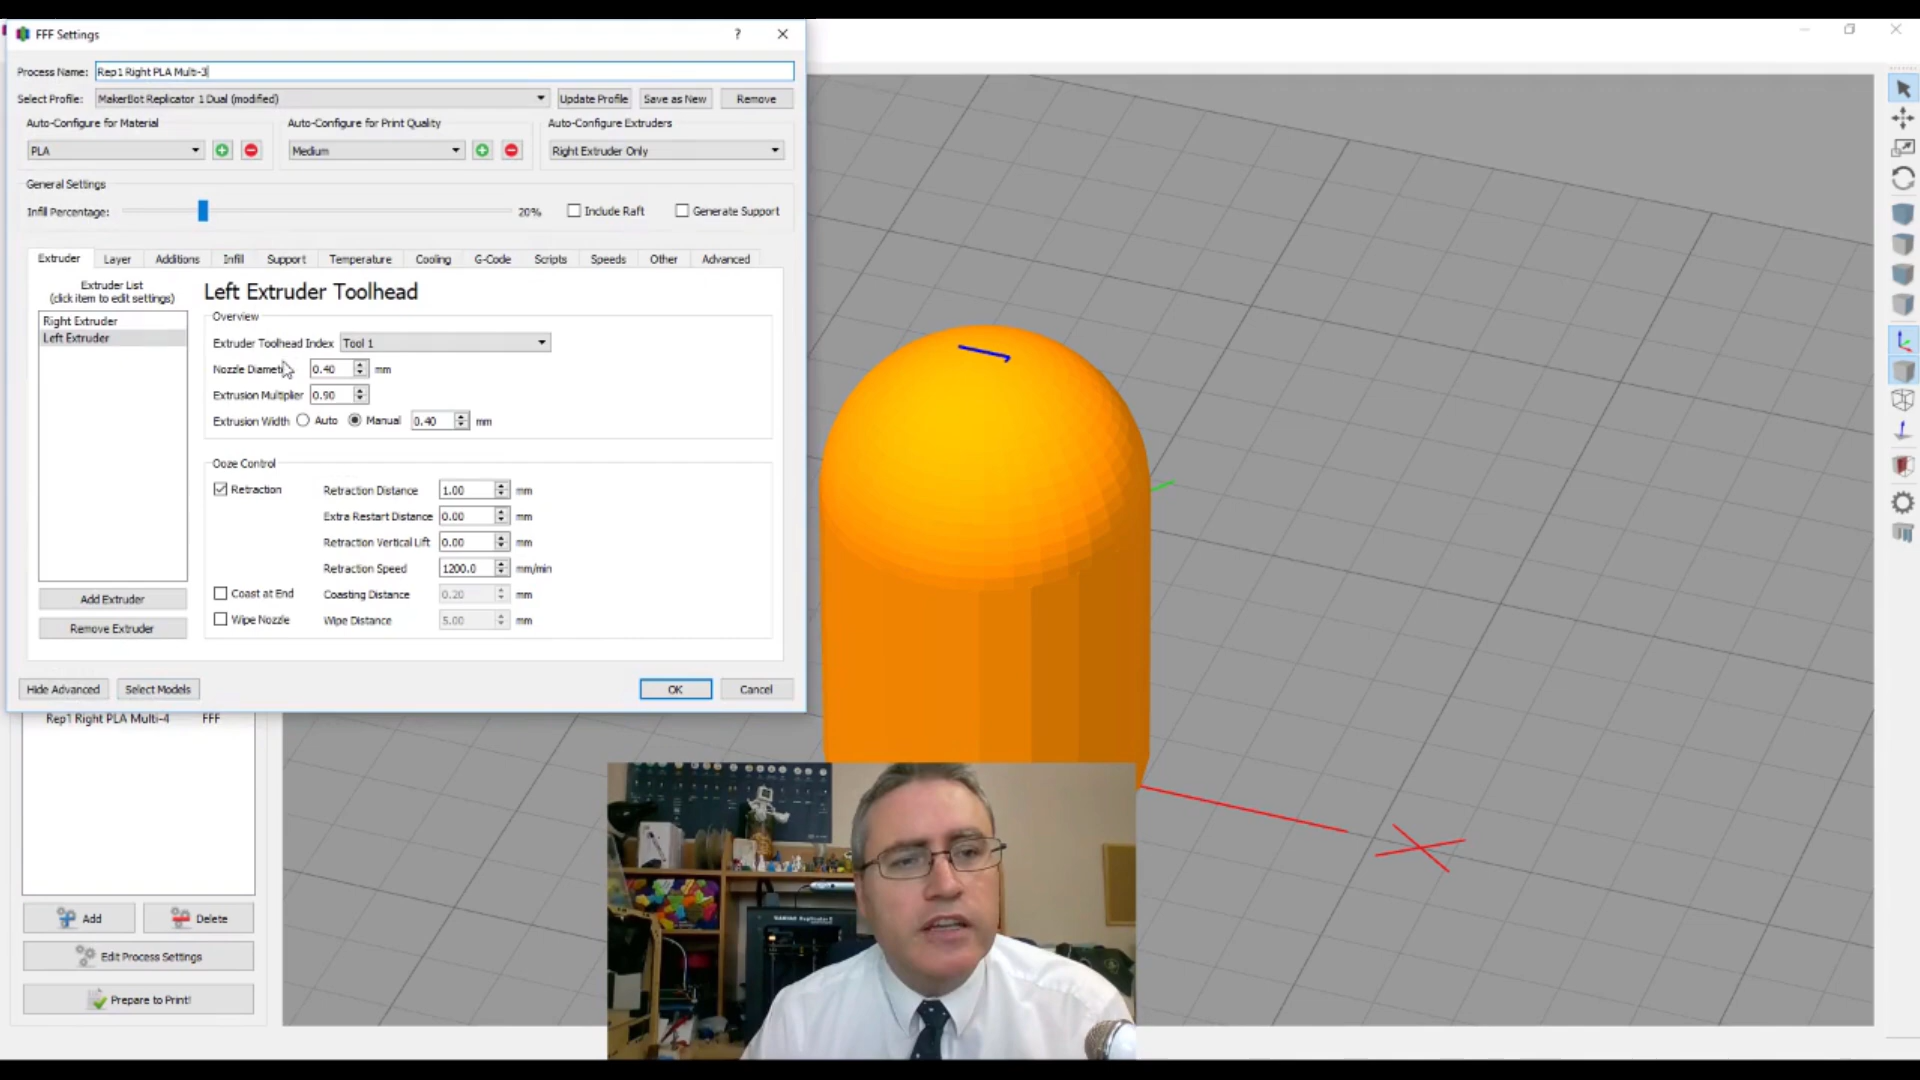 FFF Settings
?
Process Name: Rep1 Right PLA Multi-3
Select Profile: MakerBot Replicator 1 Dual (modified) Update Profile Save as New Remove
Auto-Configure for Material Auto-Configure for Print Quality Auto-Configure Extruders
PLA Medium Right Extruder Only
General Settings
Infill Percentage: 20% Include Raft Generate Support
Extruder Layer Additions Infill Support Temperature Cooling G-Code Scripts Speeds Other Advanced
Extruder List
(click item to edit settings)
Right Extruder
Left Extruder
Add Extruder
Remove Extruder
Left Extruder Toolhead
Overview
Extruder Toolhead Index Tool 1
Nozzle Diamet 0.40 mm
Extrusion Multiplier 0.90
Extrusion Width Auto Manual 0.40 mm
Ooze Control
Retraction Retraction Distance 1.00 mm
Extra Restart Distance 0.00 mm
Retraction Vertical Lift 0.00 mm
Retraction Speed 1200.0 mm/min
Coast at End Coasting Distance 0.20 mm
Wipe Nozzle Wipe Distance 5.00 mm
Hide Advanced Select Models OK Cancel
Rep1 Right PLA Multi-4 FFF
Add Delete
Edit Process Settings
Prepare to Print!